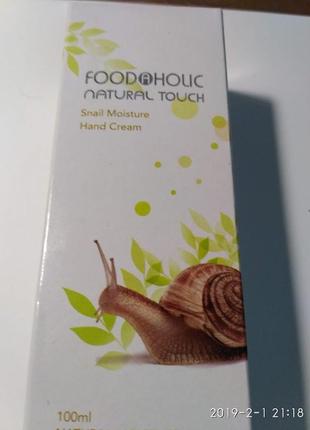 FOODAHOLIC
NATURAL TOUCH
Snail Moisture
Hand Cream
100ml
2019-2-1 21:18